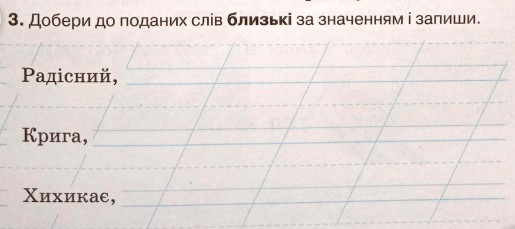 3. Добери до поданих слів близькі за значенням і запиши.
Радісний,
Крига,
Хихикає,